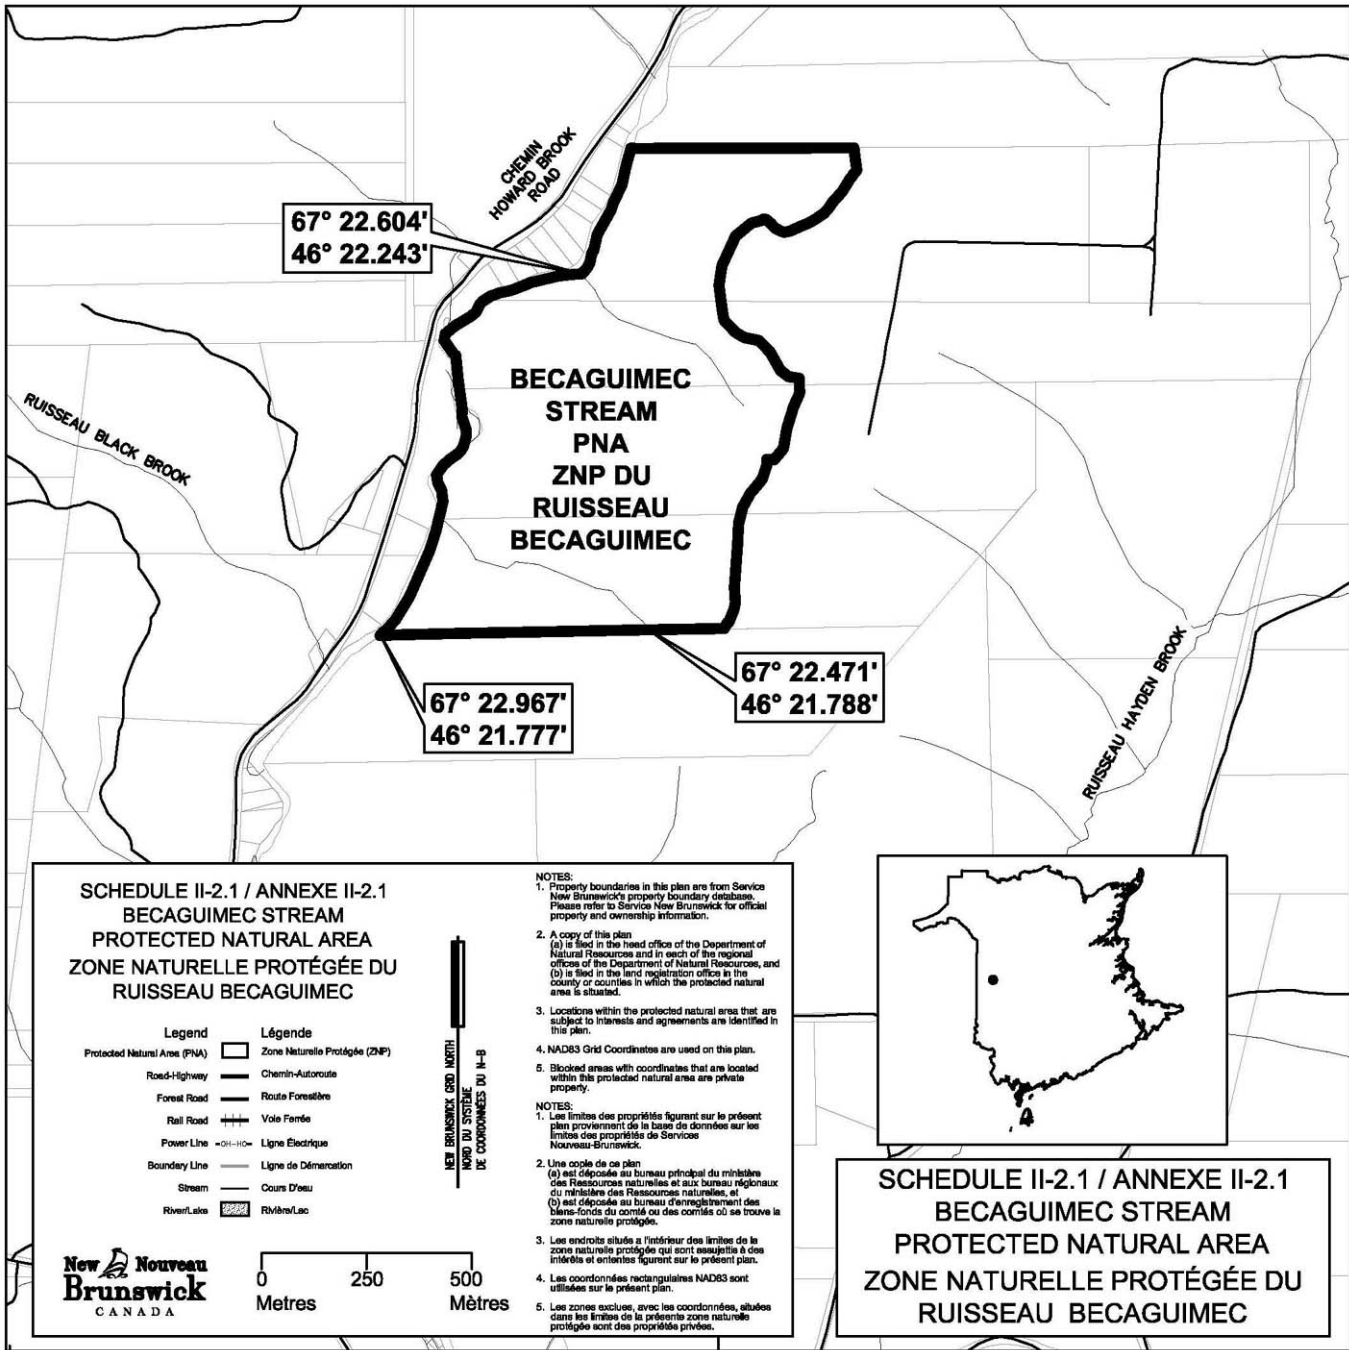 CHEMIN
HOWARD BROOK
ROAD
67° 22.604'
46° 22.243'
RUISSEAU BLACK BROOK
BECAGUIMEC
STREAM
PNA
ZNP DU
RUISSEAU
BECAGUIMEC
67° 22.471'
46° 21.788'
67° 22.967'
46° 21.777'
RUISSEAU HAYDEN BROOK
SCHEDULE II-2.1 / ANNEXE II-2.1
BECAGUIMEC STREAM
PROTECTED NATURAL AREA
ZONE NATURELLE PROTÉGÉE DU
RUISSEAU BECAGUIMEC
Legend Légende
Protected Natural Area (PNA) Zone Naturelle Protégée (ZNP)
Road-Highway Chemin-Autoroute
Forest Road Route Forestière
Rail Road Voie Ferrée
Power Line OH-HO Ligne Électrique
Boundary Line Ligne de Démarcation
Stream Cours D'eau
River/Lake Rivière/Lac
NEW BRUNSWICK GRID NORTH
NORD DU SYSTÈME
DE COORDONNÉES DU N-B
New Nouveau
Brunswick
CANADA
0 250 500
Metres Mètres
NOTES:
1. Property boundaries in this plan are from Service
New Brunswick's property boundary database.
Please refer to Service New Brunswick for official
property and ownership information.
2. A copy of this plan
(a) is filed in the head office of the Department of
Natural Resources and in each of the regional
offices of the Department of Natural Resources, and
(b) is filed in the land registration office in the
county or counties in which the protected natural
area is situated.
3. Locations within the protected natural area that are
subject to interests and agreements are identified in
this plan.
4. NAD83 Grid Coordinates are used on this plan.
5. Blocked areas with coordinates that are located
within this protected natural area are private
property.
NOTES:
1. Les limites des propriétés figurant sur le présent
plan proviennent de la base de données sur les
limites des propriétés de Services
Nouveau-Brunswick.
2. Une copie de ce plan
(a) est déposée au bureau principal du ministère
des Ressources naturelles et aux bureau régionaux
du ministère des Ressources naturelles, et
(b) est déposée au bureau d'enregistrement des
biens-fonds du comté ou des comtés où se trouve la
zone naturelle protégée.
3. Les endroits situés a l'intérieur des limites de la
zone naturelle protégée qui sont assujettis à des
intérêts et ententes figurent sur le présent plan.
4. Les coordonnées rectangulaires NAD83 sont
utilisées sur le présent plan.
5. Les zones exclues, avec les coordonnées, situées
dans les limites de la présente zone naturelle
protégée sont des propriétés privées.
SCHEDULE II-2.1 / ANNEXE II-2.1
BECAGUIMEC STREAM
PROTECTED NATURAL AREA
ZONE NATURELLE PROTÉGÉE DU
RUISSEAU BECAGUIMEC